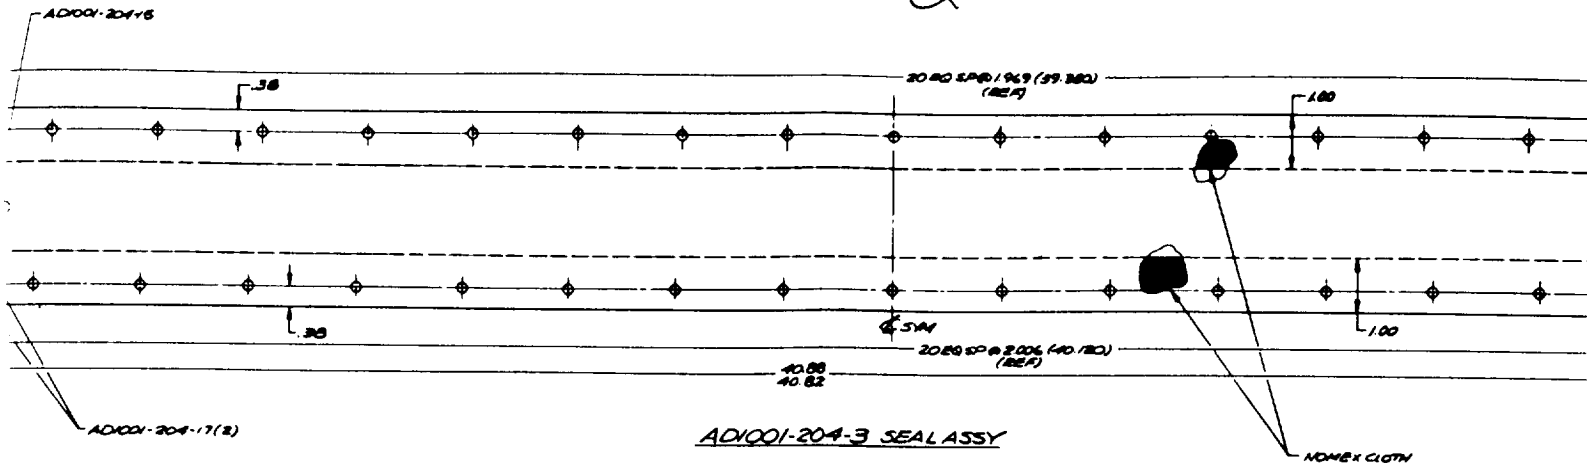 AD1001-204-15
.38
20 EQ SP@ 1.969 (39.380)
(REF)
1.00
.38
℄ SYM
20 EQ SP @ 2.006 (40.120)
(REF)
1.00
40.88
40.82
AD1001-204-17(2)
AD1001-204-3 SEAL ASSY
NOMEX CLOTH